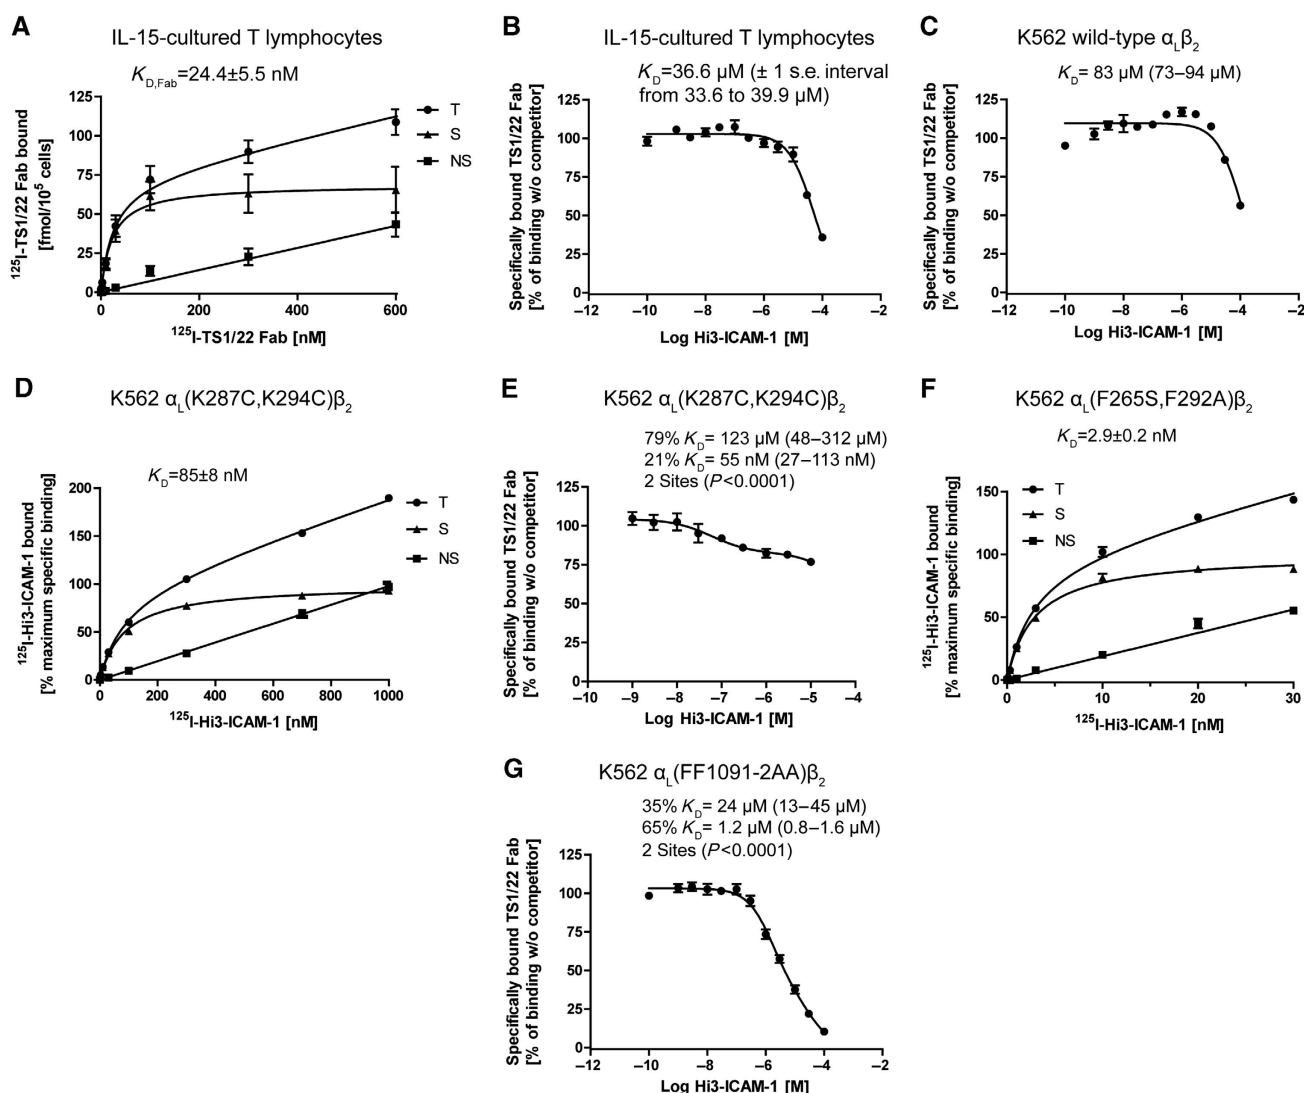 A
IL-15-cultured T lymphocytes
K_D,Fab=24.4±5.5 nM
125
100
75
50
25
0
0
200
400
600
¹²⁵I-TS1/22 Fab bound
[fmol/10⁵ cells]
¹²⁵I-TS1/22 Fab [nM]
T
S
NS
B
IL-15-cultured T lymphocytes
K_D=36.6 µM (± 1 s.e. interval
from 33.6 to 39.9 µM)
125
100
75
50
25
0
–12
–10
–8
–6
–4
–2
Specifically bound TS1/22 Fab
[% of binding w/o competitor]
Log Hi3-ICAM-1 [M]
C
K562 wild-type α_Lβ₂
K_D= 83 µM (73–94 µM)
125
100
75
50
25
0
–12
–10
–8
–6
–4
–2
Specifically bound TS1/22 Fab
[% of binding w/o competitor]
Log Hi3-ICAM-1 [M]
D
K562 α_L(K287C,K294C)β₂
K_D=85±8 nM
200
150
100
50
0
0
200
400
600
800
1000
¹²⁵I-Hi3-ICAM-1 bound
[% maximum specific binding]
¹²⁵I-Hi3-ICAM-1 [nM]
T
S
NS
E
K562 α_L(K287C,K294C)β₂
79% K_D= 123 µM (48–312 µM)
21% K_D= 55 nM (27–113 nM)
2 Sites (P<0.0001)
125
100
75
50
25
0
–10
–9
–8
–7
–6
–5
–4
Specifically bound TS1/22 Fab
[% of binding w/o competitor]
Log Hi3-ICAM-1 [M]
F
K562 α_L(F265S,F292A)β₂
K_D=2.9±0.2 nM
150
100
50
0
0
10
20
30
¹²⁵I-Hi3-ICAM-1 bound
[% maximum specific binding]
¹²⁵I-Hi3-ICAM-1 [nM]
T
S
NS
G
K562 α_L(FF1091-2AA)β₂
35% K_D= 24 µM (13–45 µM)
65% K_D= 1.2 µM (0.8–1.6 µM)
2 Sites (P<0.0001)
125
100
75
50
25
0
–12
–10
–8
–6
–4
–2
Specifically bound TS1/22 Fab
[% of binding w/o competitor]
Log Hi3-ICAM-1 [M]